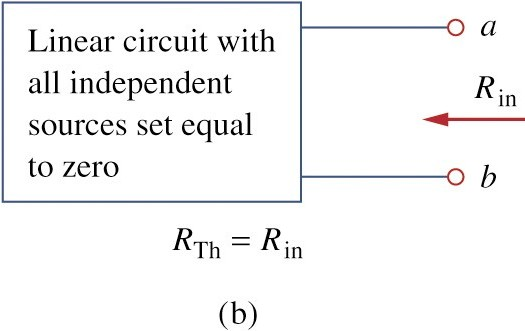 Linear circuit with
all independent
sources set equal
to zero
a
R_in
b
R_Th = R_in
(b)